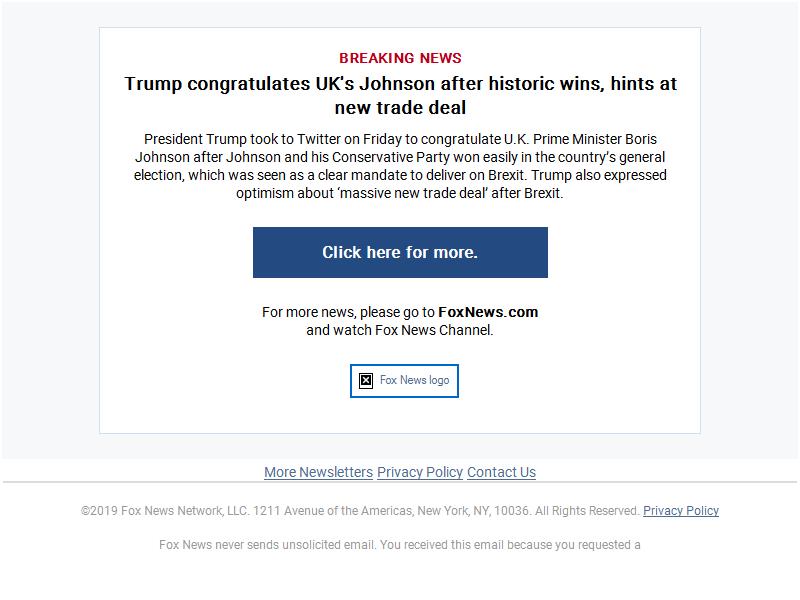 BREAKING NEWS
Trump congratulates UK's Johnson after historic wins, hints at
new trade deal
President Trump took to Twitter on Friday to congratulate U.K. Prime Minister Boris
Johnson after Johnson and his Conservative Party won easily in the country’s general
election, which was seen as a clear mandate to deliver on Brexit. Trump also expressed
optimism about ‘massive new trade deal’ after Brexit.
Click here for more.
For more news, please go to FoxNews.com
and watch Fox News Channel.
Fox News logo
More Newsletters Privacy Policy Contact Us
©2019 Fox News Network, LLC. 1211 Avenue of the Americas, New York, NY, 10036. All Rights Reserved. Privacy Policy
Fox News never sends unsolicited email. You received this email because you requested a